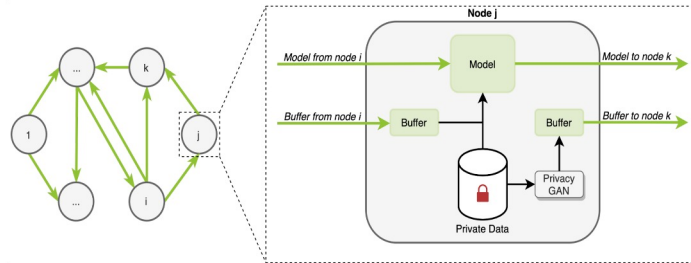 Node j
...
k
Model from node i
Model
Model to node k
1
j
Buffer from node i
Buffer
Buffer
Buffer to node k
...
i
Privacy
GAN
Private Data